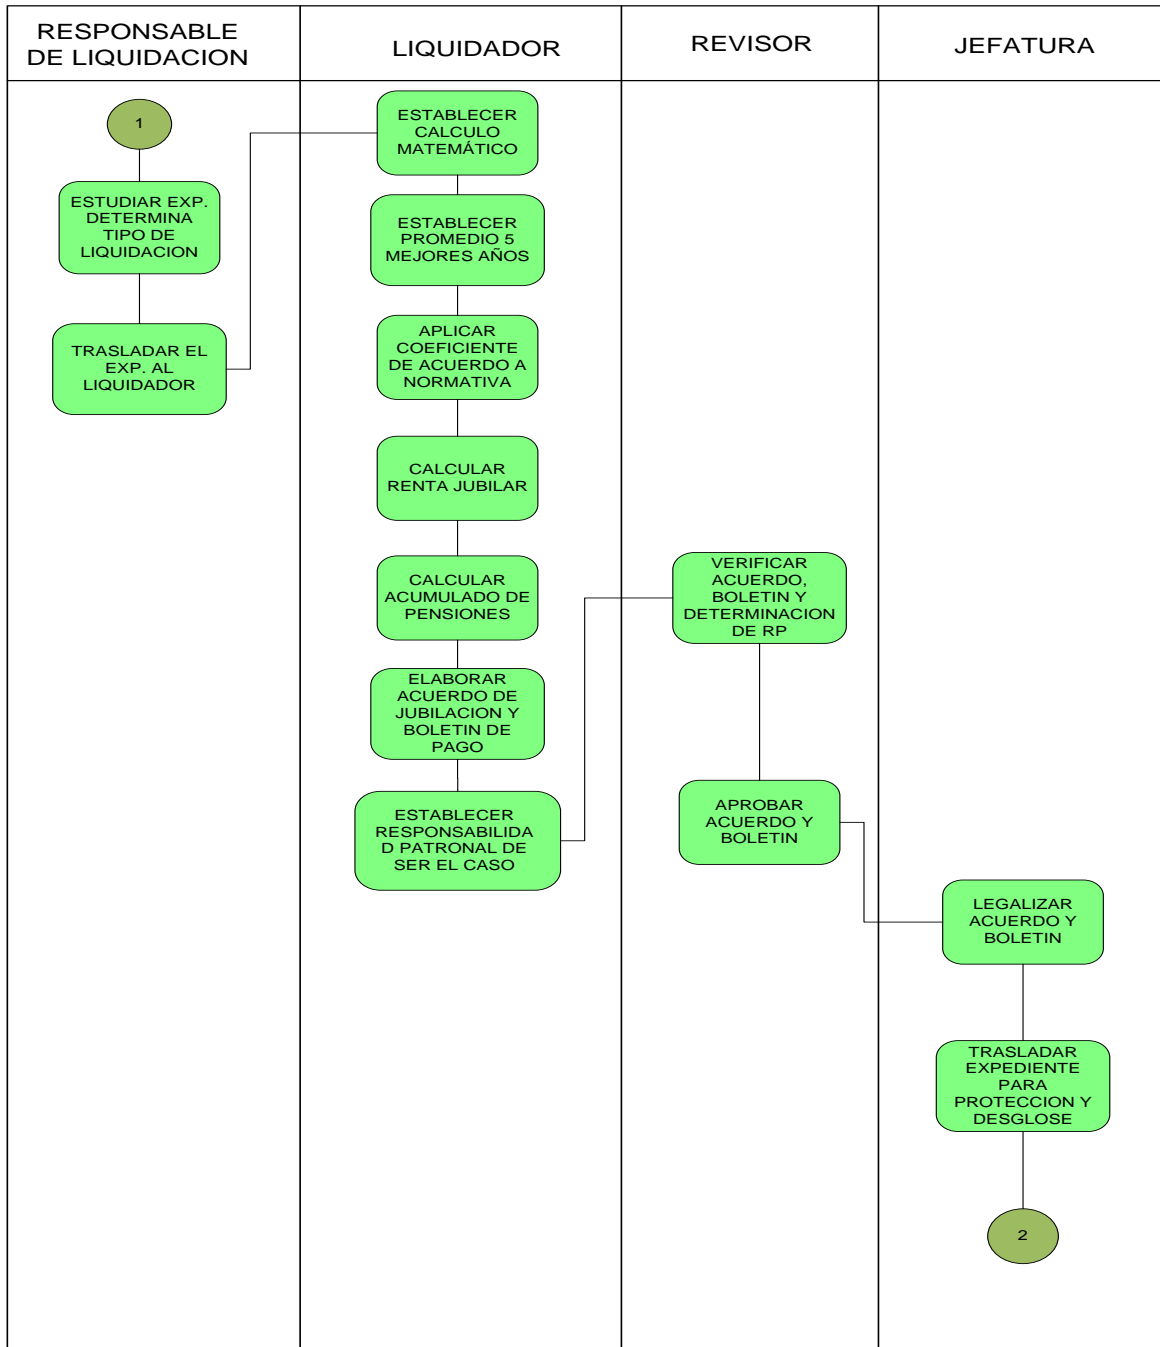 RESPONSABLE
DE LIQUIDACION
LIQUIDADOR
REVISOR
JEFATURA
1
ESTUDIAR EXP.
DETERMINA
TIPO DE
LIQUIDACION
TRASLADAR EL
EXP. AL
LIQUIDADOR
ESTABLECER
CALCULO
MATEMÁTICO
ESTABLECER
PROMEDIO 5
MEJORES AÑOS
APLICAR
COEFICIENTE
DE ACUERDO A
NORMATIVA
CALCULAR
RENTA JUBILAR
CALCULAR
ACUMULADO DE
PENSIONES
ELABORAR
ACUERDO DE
JUBILACION Y
BOLETIN DE
PAGO
ESTABLECER
RESPONSABILIDA
D PATRONAL DE
SER EL CASO
VERIFICAR
ACUERDO,
BOLETIN Y
DETERMINACION
DE RP
APROBAR
ACUERDO Y
BOLETIN
LEGALIZAR
ACUERDO Y
BOLETIN
TRASLADAR
EXPEDIENTE
PARA
PROTECCION Y
DESGLOSE
2